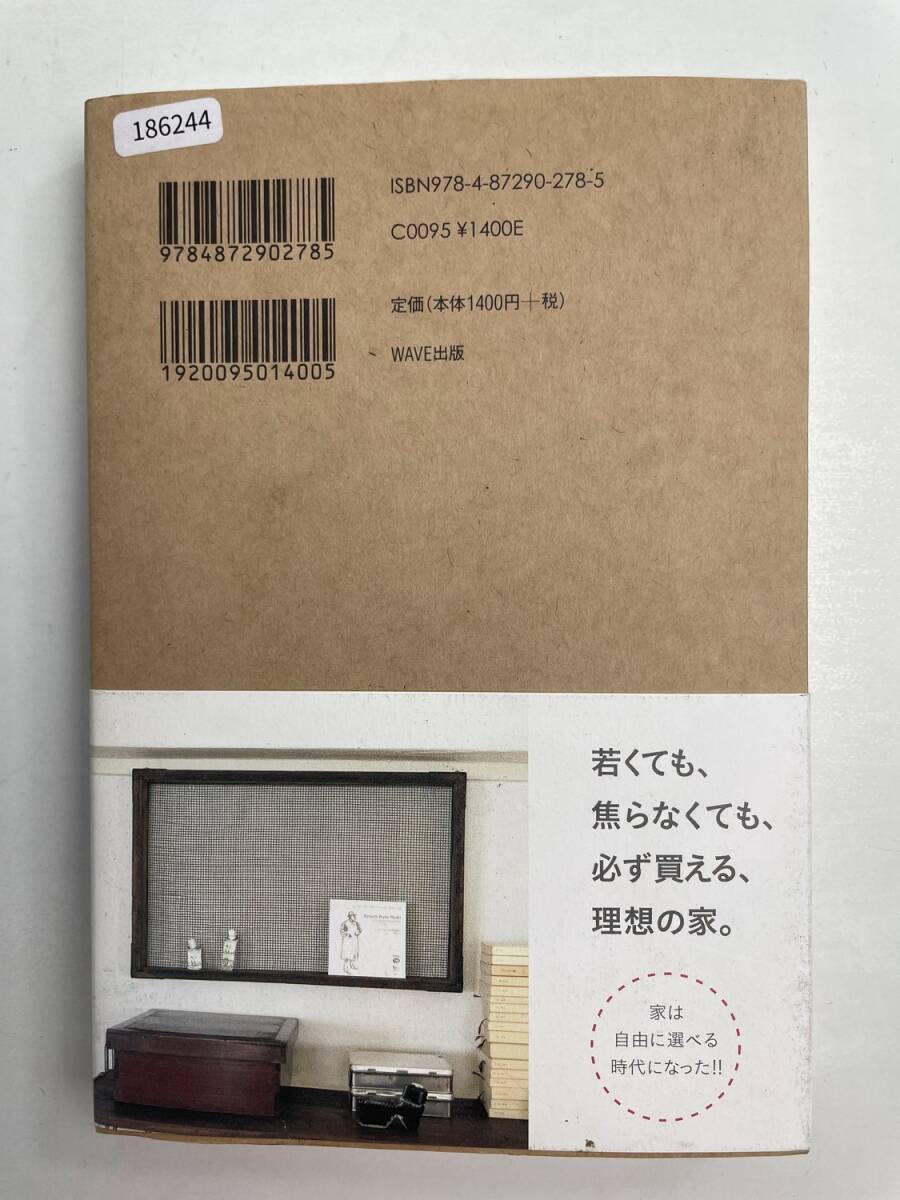 186244
ISBN978-4-87290-278-5
C0095 ¥1400E
9784872902785
定価(本体1400円+税)
WAVE出版
1920095014005
若くても、
焦らなくても、
必ず買える、
理想の家。
家は
自由に選べる
時代になった!!